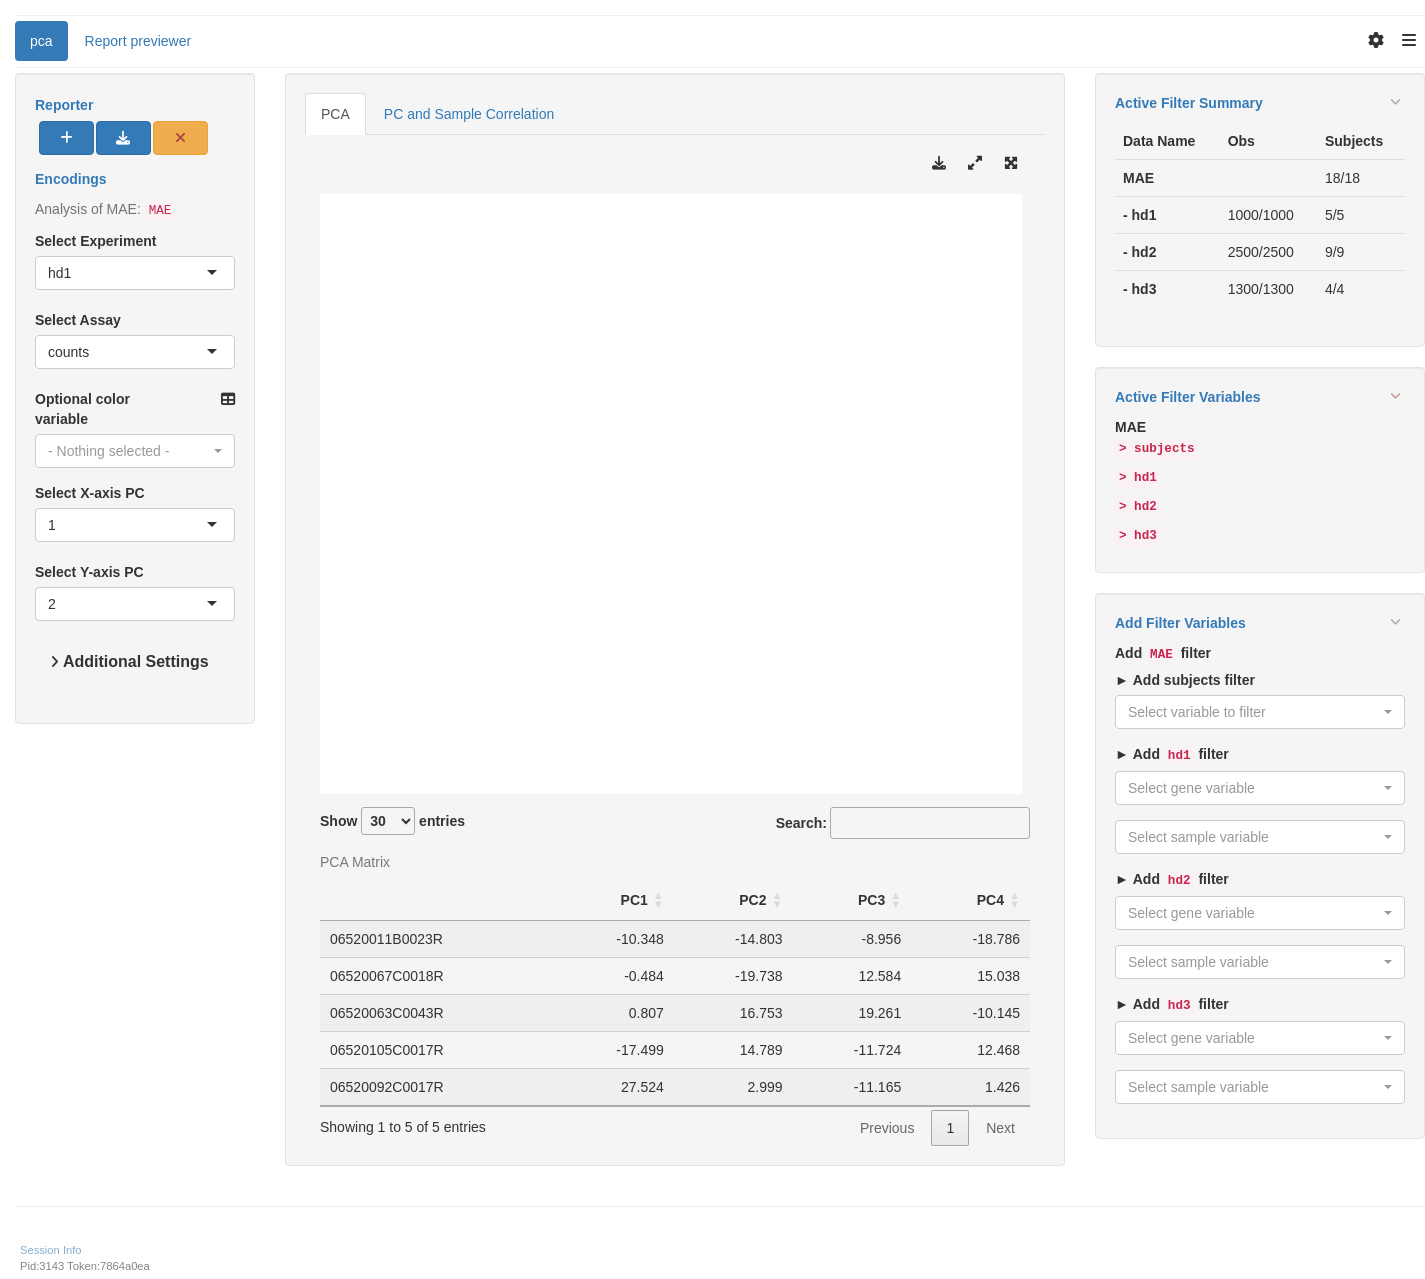 pca
Report previewer
Reporter
Encodings
Analysis of MAE: MAE
Select Experiment
hd1
Select Assay
counts
Optional color
variable
- Nothing selected -
Select X-axis PC
1
Select Y-axis PC
2
Additional Settings
PCA
PC and Sample Correlation
Show 30 entries
Search:
PCA Matrix
PC1 PC2 PC3 PC4
06520011B0023R -10.348 -14.803 -8.956 -18.786
06520067C0018R -0.484 -19.738 12.584 15.038
06520063C0043R 0.807 16.753 19.261 -10.145
06520105C0017R -17.499 14.789 -11.724 12.468
06520092C0017R 27.524 2.999 -11.165 1.426
Showing 1 to 5 of 5 entries
Previous 1 Next
Active Filter Summary
Data Name Obs Subjects
MAE 18/18
- hd1 1000/1000 5/5
- hd2 2500/2500 9/9
- hd3 1300/1300 4/4
Active Filter Variables
MAE
> subjects
> hd1
> hd2
> hd3
Add Filter Variables
Add MAE filter
► Add subjects filter
Select variable to filter
► Add hd1 filter
Select gene variable
Select sample variable
► Add hd2 filter
Select gene variable
Select sample variable
► Add hd3 filter
Select gene variable
Select sample variable
Session Info
Pid:3143 Token:7864a0ea